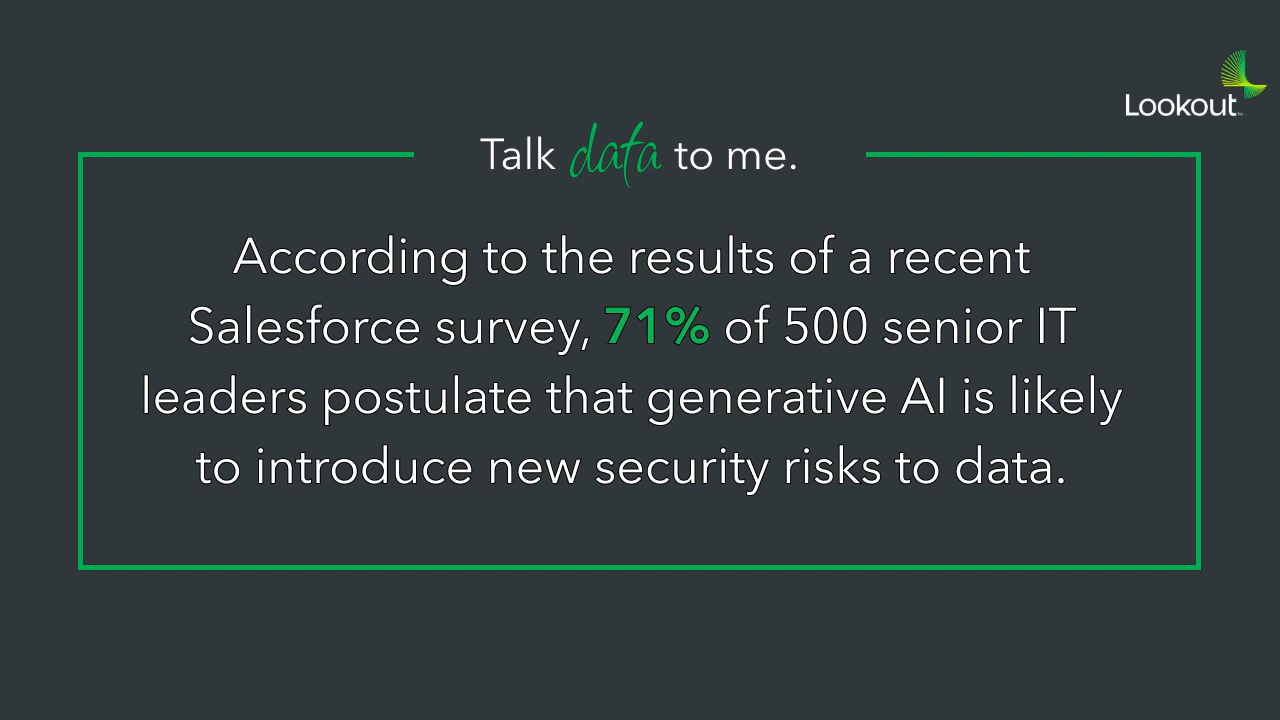 Lookout™
Talk data to me.
According to the results of a recent
Salesforce survey, 71% of 500 senior IT
leaders postulate that generative AI is likely
to introduce new security risks to data.